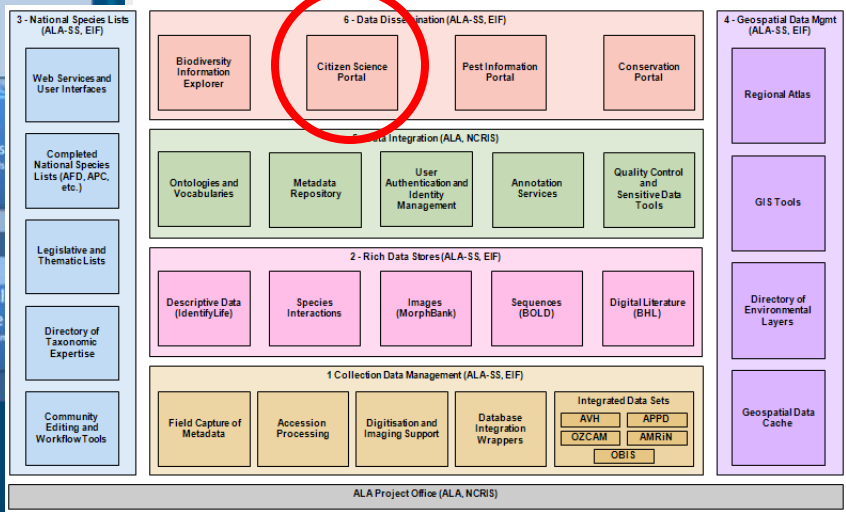 3 - National Species Lists
(ALA-SS, EIF)
Web Services and
User Interfaces
Completed
National Species
Lists (AFD, APC,
etc.)
Legislative and
Thematic Lists
Directory of
Taxonomic
Expertise
Community
Editing and
Workflow Tools
6 - Data Dissemination (ALA-SS, EIF)
Biodiversity
Information
Explorer
Citizen Science
Portal
Pest Information
Portal
Conservation
Portal
Integration (ALA, NCRIS)
Ontologies and
Vocabularies
Metadata
Repository
User
Authentication and
Identity
Management
Annotation
Services
Quality Control
and
Sensitive Data
Tools
2 - Rich Data Stores (ALA-SS, EIF)
Descriptive Data
(IdentifyLife)
Species
Interactions
Images
(MorphBank)
Sequences
(BOLD)
Digital Literature
(BHL)
1 Collection Data Management (ALA-SS, EIF)
Field Capture of
Metadata
Accession
Processing
Digitisation and
Imaging Support
Database
Integration
Wrappers
Integrated Data Sets
AVH
APPD
OZCAM
AMRiN
OBIS
4 - Geospatial Data Mgmt
(ALA-SS, EIF)
Regional Atlas
GIS Tools
Directory of
Environmental
Layers
Geospatial Data
Cache
ALA Project Office (ALA, NCRIS)